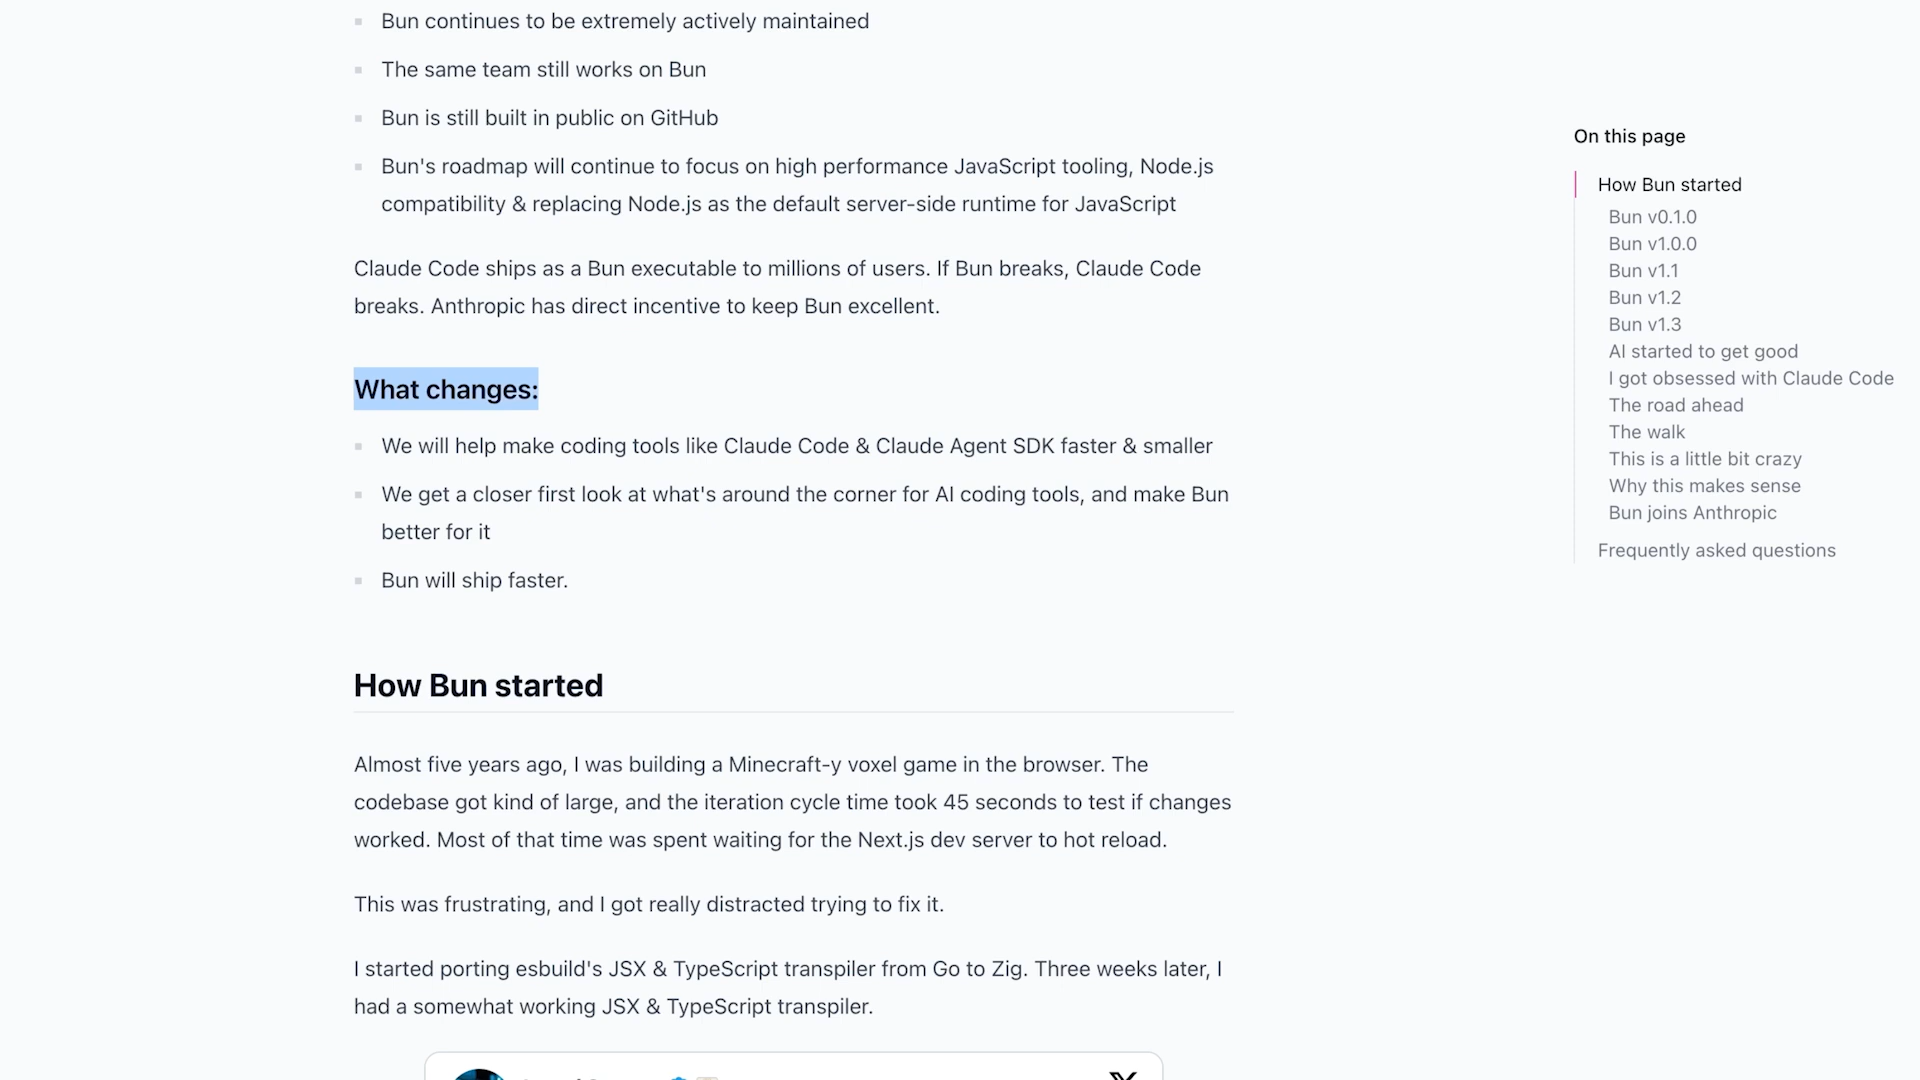 Bun continues to be extremely actively maintained
The same team still works on Bun
Bun is still built in public on GitHub
Bun's roadmap will continue to focus on high performance JavaScript tooling, Node.js
compatibility & replacing Node.js as the default server-side runtime for JavaScript
Claude Code ships as a Bun executable to millions of users. If Bun breaks, Claude Code
breaks. Anthropic has direct incentive to keep Bun excellent.
What changes:
We will help make coding tools like Claude Code & Claude Agent SDK faster & smaller
We get a closer first look at what's around the corner for AI coding tools, and make Bun
better for it
Bun will ship faster.
How Bun started
Almost five years ago, I was building a Minecraft-y voxel game in the browser. The
codebase got kind of large, and the iteration cycle time took 45 seconds to test if changes
worked. Most of that time was spent waiting for the Next.js dev server to hot reload.
This was frustrating, and I got really distracted trying to fix it.
I started porting esbuild's JSX & TypeScript transpiler from Go to Zig. Three weeks later, I
had a somewhat working JSX & TypeScript transpiler.
On this page
How Bun started
Bun v0.1.0
Bun v1.0.0
Bun v1.1
Bun v1.2
Bun v1.3
AI started to get good
I got obsessed with Claude Code
The road ahead
The walk
This is a little bit crazy
Why this makes sense
Bun joins Anthropic
Frequently asked questions